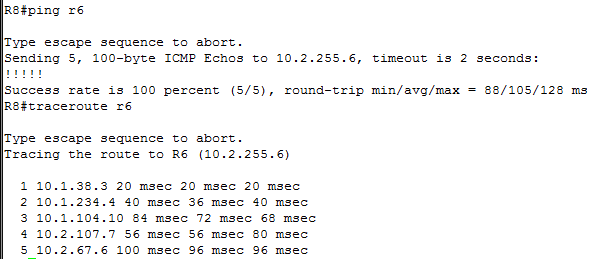 R8#ping r6
Type escape sequence to abort.
Sending 5, 100-byte ICMP Echos to 10.2.255.6, timeout is 2 seconds:
!!!!!
Success rate is 100 percent (5/5), round-trip min/avg/max = 88/105/128 ms
R8#traceroute r6
Type escape sequence to abort.
Tracing the route to R6 (10.2.255.6)
1 10.1.38.3 20 msec 20 msec 20 msec
2 10.1.234.4 40 msec 36 msec 40 msec
3 10.1.104.10 84 msec 72 msec 68 msec
4 10.2.107.7 56 msec 56 msec 80 msec
5 10.2.67.6 100 msec 96 msec 96 msec